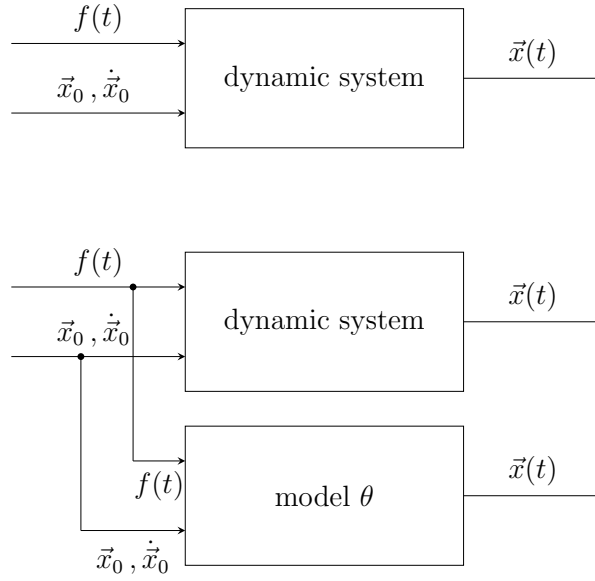 f(t)
x⃗₀ , ẋ⃗₀
dynamic system
x⃗(t)
f(t)
x⃗₀ , ẋ⃗₀
dynamic system
x⃗(t)
f(t)
x⃗₀ , ẋ⃗₀
model θ
x⃗(t)